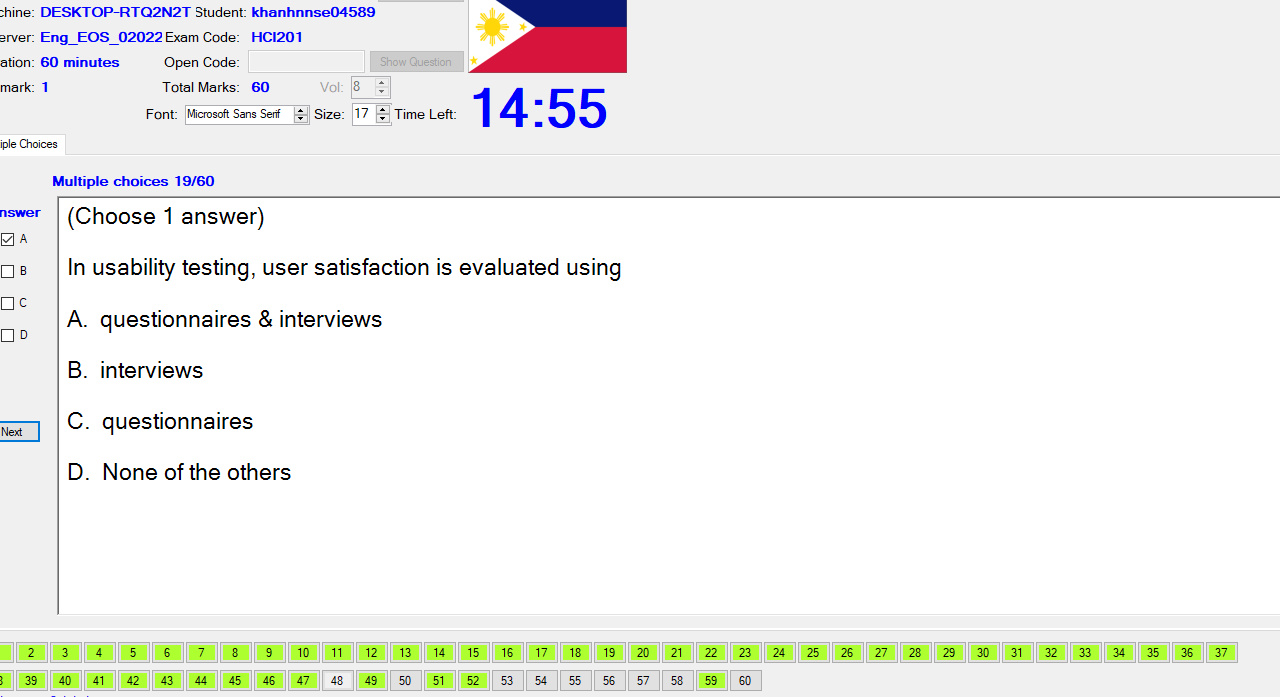 chine: DESKTOP-RTQ2N2T Student: khanhnnse04589
erver: Eng_EOS_02022 Exam Code: HCI201
ation: 60 minutes Open Code: Show Question
mark: 1 Total Marks: 60 Vol: 8
Font: Microsoft Sans Serif Size: 17 Time Left: 14:55
iple Choices
Multiple choices 19/60
nswer
(Choose 1 answer)
A
In usability testing, user satisfaction is evaluated using
B
C
A. questionnaires & interviews
D
B. interviews
C. questionnaires
Next
D. None of the others
2 3 4 5 6 7 8 9 10 11 12 13 14 15 16 17 18 19 20 21 22 23 24 25 26 27 28 29 30 31 32 33 34 35 36 37
39 40 41 42 43 44 45 46 47 48 49 50 51 52 53 54 55 56 57 58 59 60